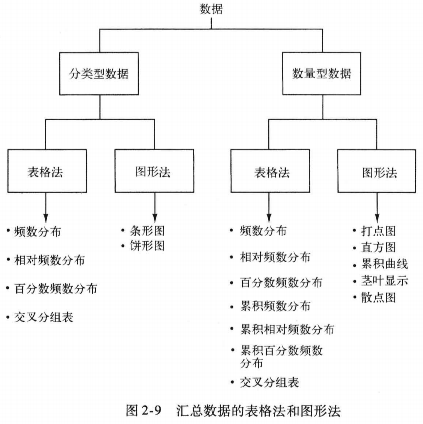 数据
分类型数据
数量型数据
表格法
图形法
表格法
图形法
·频数分布
·相对频数分布
·百分数频数分布
·交叉分组表
·条形图
·饼形图
·频数分布
·相对频数分布
·百分数频数分布
·累积频数分布
·累积相对频数分布
·累积百分数频数
分布
·交叉分组表
·打点图
·直方图
·累积曲线
·茎叶显示
·散点图
图 2-9 汇总数据的表格法和图形法